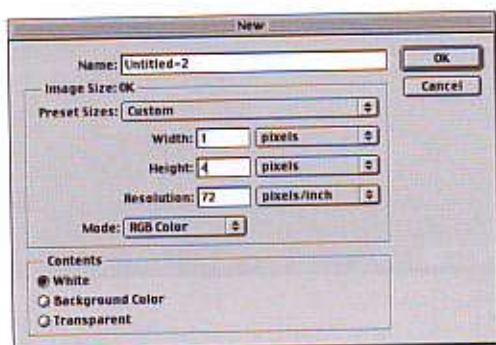 New
Name: Untitled-2
OK
Cancel
Image Size: 0K
Preset Sizes: Custom
Width: 1 pixels
Height: 4 pixels
Resolution: 72 pixels/inch
Mode: RGB Color
Contents
White
Background Color
Transparent